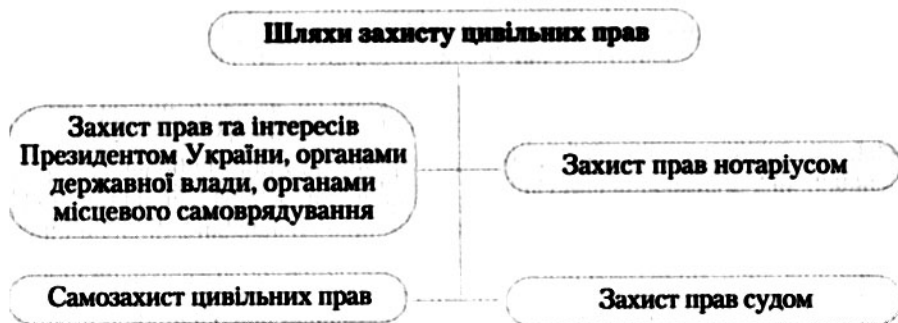 Шляхи захисту цивільних прав
Захист прав та інтересів
Президентом України, органами
державної влади, органами
місцевого самоврядування
Захист прав нотаріусом
Самозахист цивільних прав
Захист прав судом